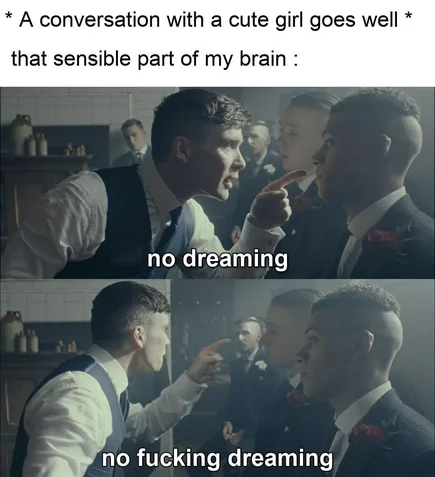 * A conversation with a cute girl goes well *
that sensible part of my brain :
no dreaming
no fucking dreaming